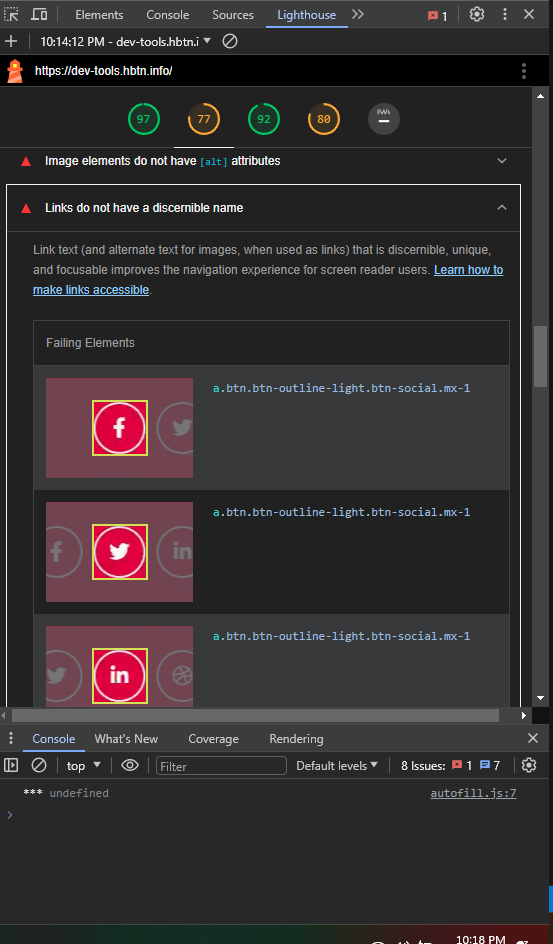 Elements Console Sources Lighthouse 1
10:14:12 PM - dev-tools.hbtn.i
https://dev-tools.hbtn.info/
97 77 92 80 PWA
Image elements do not have [alt] attributes
Links do not have a discernible name
Link text (and alternate text for images, when used as links) that is discernible, unique,
and focusable improves the navigation experience for screen reader users. Learn how to
make links accessible.
Failing Elements
a.btn.btn-outline-light.btn-social.mx-1
a.btn.btn-outline-light.btn-social.mx-1
in
a.btn.btn-outline-light.btn-social.mx-1
in
Console What's New Coverage Rendering
top Filter Default levels 8 Issues: 1 7
*** undefined autofill.js:7
10:18 PM